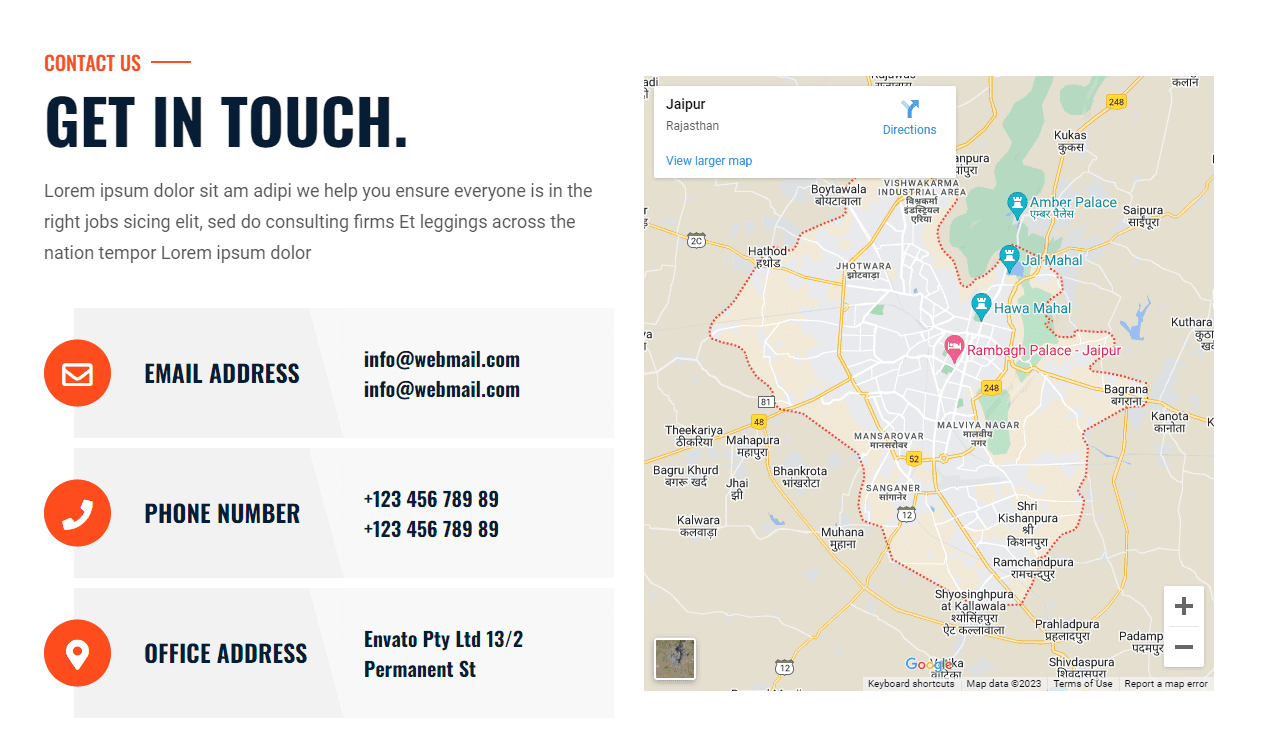 CONTACT US
GET IN TOUCH.
Lorem ipsum dolor sit am adipi we help you ensure everyone is in the
right jobs sicing elit, sed do consulting firms Et leggings across the
nation tempor Lorem ipsum dolor
EMAIL ADDRESS
info@webmail.com
info@webmail.com
PHONE NUMBER
+123 456 789 89
+123 456 789 89
OFFICE ADDRESS
Envato Pty Ltd 13/2
Permanent St
Jaipur
Rajasthan
Directions
View larger map
कलान
248
Kukas
कुकस
Boytawala
बोयटावाला
VISHWAKARMA
INDUSTRIAL AREA
विश्वकर्मा
इंडस्ट्रियल
एरिया
Amber Palace
एम्बर पैलेस
Saipura
साईपूरा
2C
Hathod
हंथोड
JHOTWARA
झोटवाड़ा
Jal Mahal
Hawa Mahal
Kuthara
Rambagh Palace - Jaipur
248
Bagrana
बगराना
81
48
Kanota
कानोता
Theekariya
ठीकरिया
Mahapura
महापुरा
MANSAROVAR
मानसरोवर
MALVIYA NAGAR
मालवीय
नगर
52
Bagru Khurd
बगरू खुर्द
Jhai
झी
Bhankrota
भांखरोटा
SANGANER
सांगानेर
12
Kalwara
कलवाड़ा
Muhana
मुहाना
Shri
Kishanpura
श्री
किशनपुरा
Ramchandpura
रामचन्द्पुर
Shyosinghpura
at Kallawala
श्योसिंहपुरा
ऐट कल्लावाला
Prahladpura
प्रहलादपुरा
Shivdaspura
शिवदासपुरा
12
Google
Keyboard shortcuts
Map data ©2023
Terms of Use
Report a map error